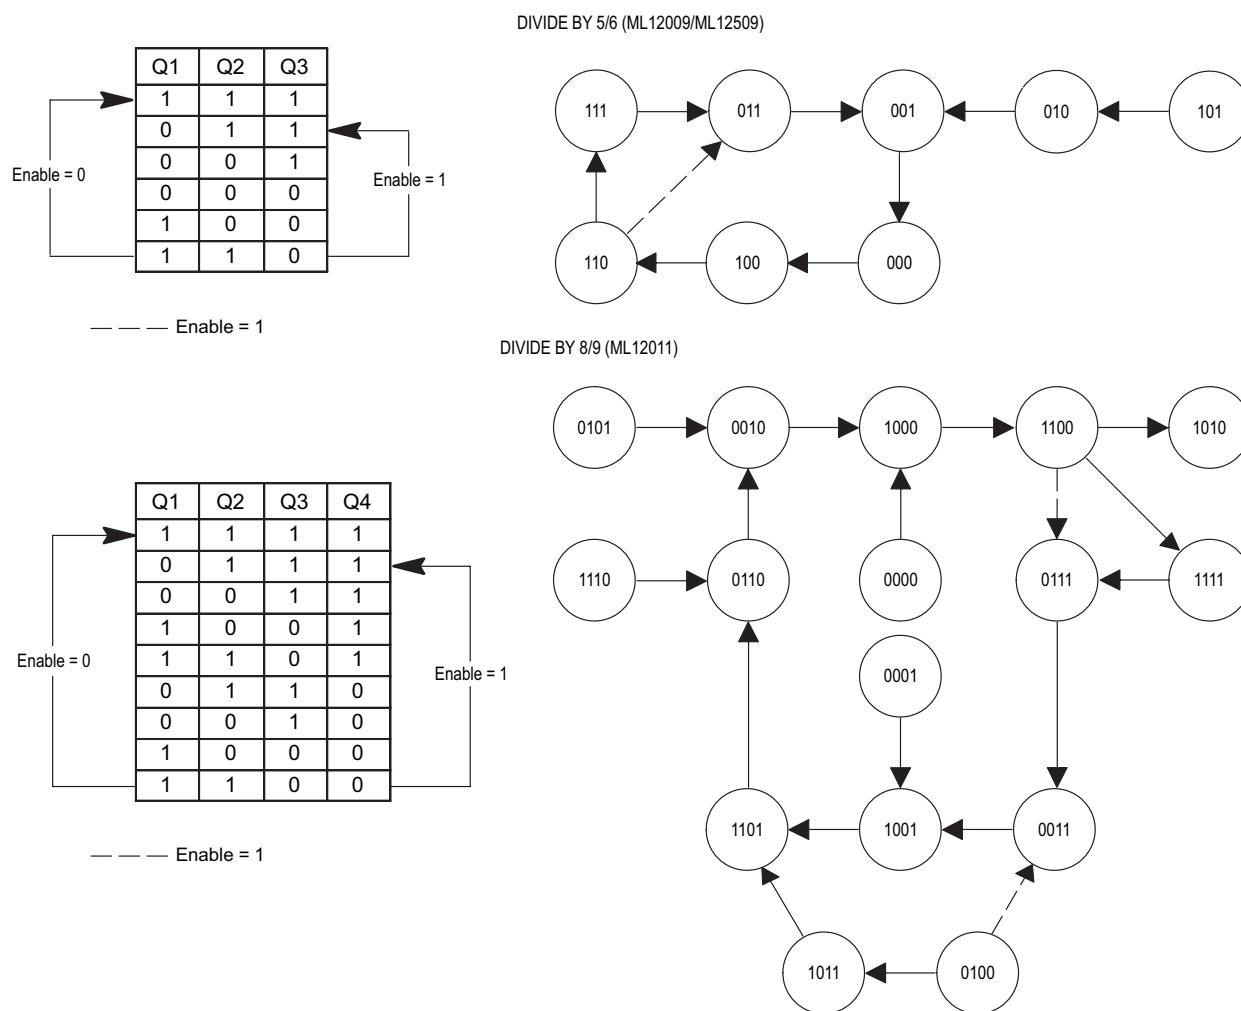 DIVIDE BY 5/6 (ML12009/ML12509)
Q1 Q2 Q3
1 1 1
0 1 1
0 0 1
0 0 0
1 0 0
1 1 0
Enable = 0
Enable = 1
— — — Enable = 1
111 011 001 010 101
110 100 000
DIVIDE BY 8/9 (ML12011)
Q1 Q2 Q3 Q4
1 1 1 1
0 1 1 1
0 0 1 1
1 0 0 1
1 1 0 1
0 1 1 0
0 0 1 0
1 0 0 0
1 1 0 0
Enable = 0
Enable = 1
— — — Enable = 1
0101 0010 1000 1100 1010
1110 0110 0000 0111 1111
0001
1101 1001 0011
1011 0100